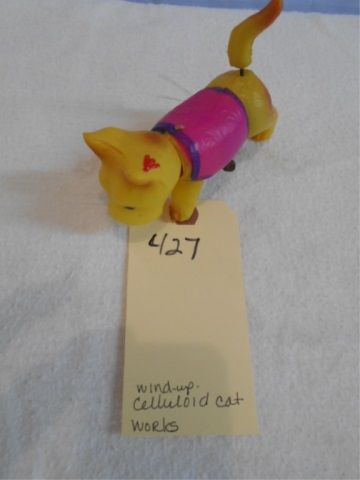 427
wind-up-
celluloid cat
works